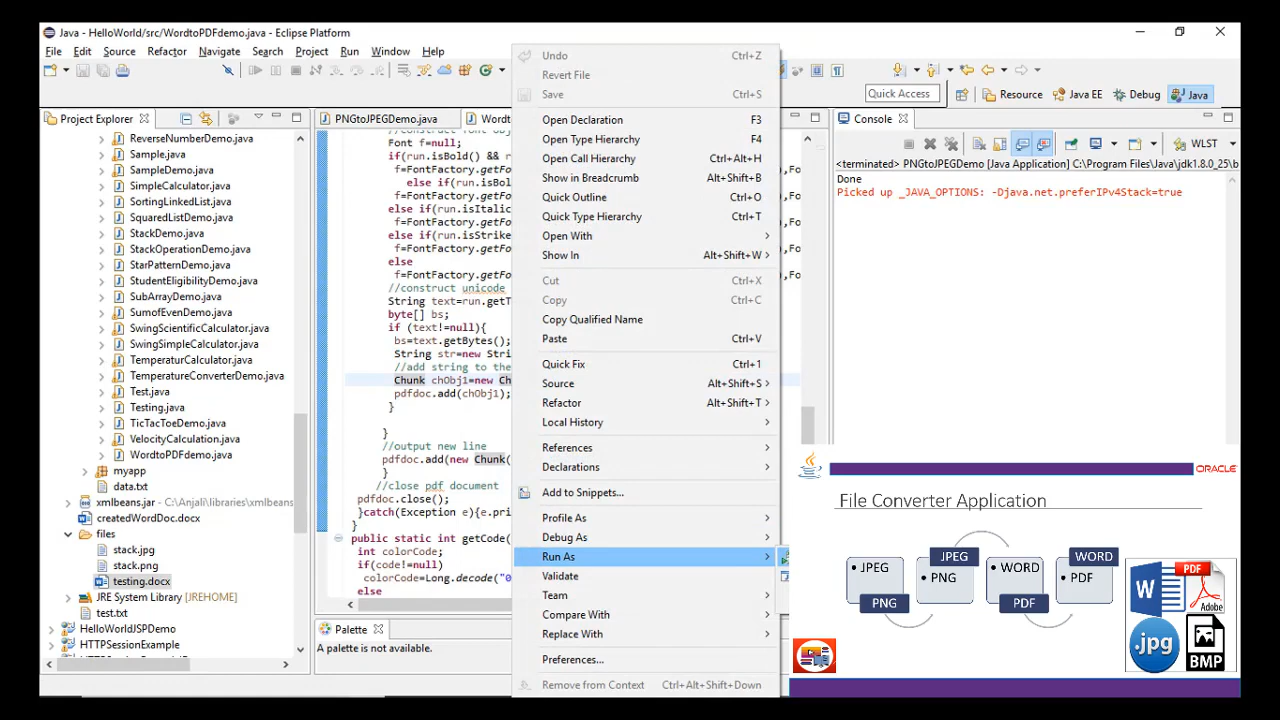 Java - HelloWorld/src/WordtoPDFdemo.java - Eclipse Platform
File Edit Source Refactor Navigate Search Project Run Window Help
Quick Access Resource Java EE Debug Java
Project Explorer
ReverseNumberDemo.java
Sample.java
SampleDemo.java
SimpleCalculator.java
SortingLinkedList.java
SquaredListDemo.java
StackDemo.java
StackOperationDemo.java
StarPatternDemo.java
StudentEligibilityDemo.java
SubArrayDemo.java
SumofEvenDemo.java
SwingScientificCalculator.java
SwingSimpleCalculator.java
TemperaturCalculator.java
TemperatureConverterDemo.java
Test.java
Testing.java
TicTacToeDemo.java
VelocityCalculation.java
WordtoPDFdemo.java
myapp
data.txt
xmlbeans.jar - C:\Anjali\libraries\xmlbeans
createdWordDoc.docx
files
stack.jpg
stack.png
testing.docx
JRE System Library [JREHOME]
test.txt
HelloWorldJSPDemo
HTTPSessionExample
PNGtoJPEGDemo.java
Wordt
Font f=null;
if(run.isBold() && r
f=FontFactory.getFo
else if(run.isBol
f=FontFactory.getFo
else if(run.isItalic
f=FontFactory.getFo
else if(run.isStrike
f=FontFactory.getFo
else
f=FontFactory.getFo
//construct unicode
String text=run.getT
byte[] bs;
if (text!=null){
bs=text.getBytes();
String str=new Stri
//add string to the
Chunk chObj1=new Ch
pdfdoc.add(chObj1);
}
}
//output new line
pdfdoc.add(new Chunk(
}
//close pdf document
pdfdoc.close();
}catch(Exception e){e.pri
}
public static int getCode(
int colorCode;
if(code!=null)
colorCode=Long.decode("0
else
Palette
A palette is not available.
Undo Ctrl+Z
Revert File
Save Ctrl+S
Open Declaration F3
Open Type Hierarchy F4
Open Call Hierarchy Ctrl+Alt+H
Show in Breadcrumb Alt+Shift+B
Quick Outline Ctrl+O
Quick Type Hierarchy Ctrl+T
Open With
Show In Alt+Shift+W
Cut Ctrl+X
Copy Ctrl+C
Copy Qualified Name
Paste Ctrl+V
Quick Fix Ctrl+1
Source Alt+Shift+S
Refactor Alt+Shift+T
Local History
References
Declarations
Add to Snippets...
Profile As
Debug As
Run As
Validate
Team
Compare With
Replace With
Preferences...
Remove from Context Ctrl+Alt+Shift+Down
Console
WLST
<terminated> PNGtoJPEGDemo [Java Application] C:\Program Files\Java\jdk1.8.0_25\b
Done
Picked up _JAVA_OPTIONS: -Djava.net.preferIPv4Stack=true
ORACLE
File Converter Application
JPEG
PNG
JPEG
PNG
WORD
PDF
WORD
PDF
W
PDF
Adobe
.jpg
BMP